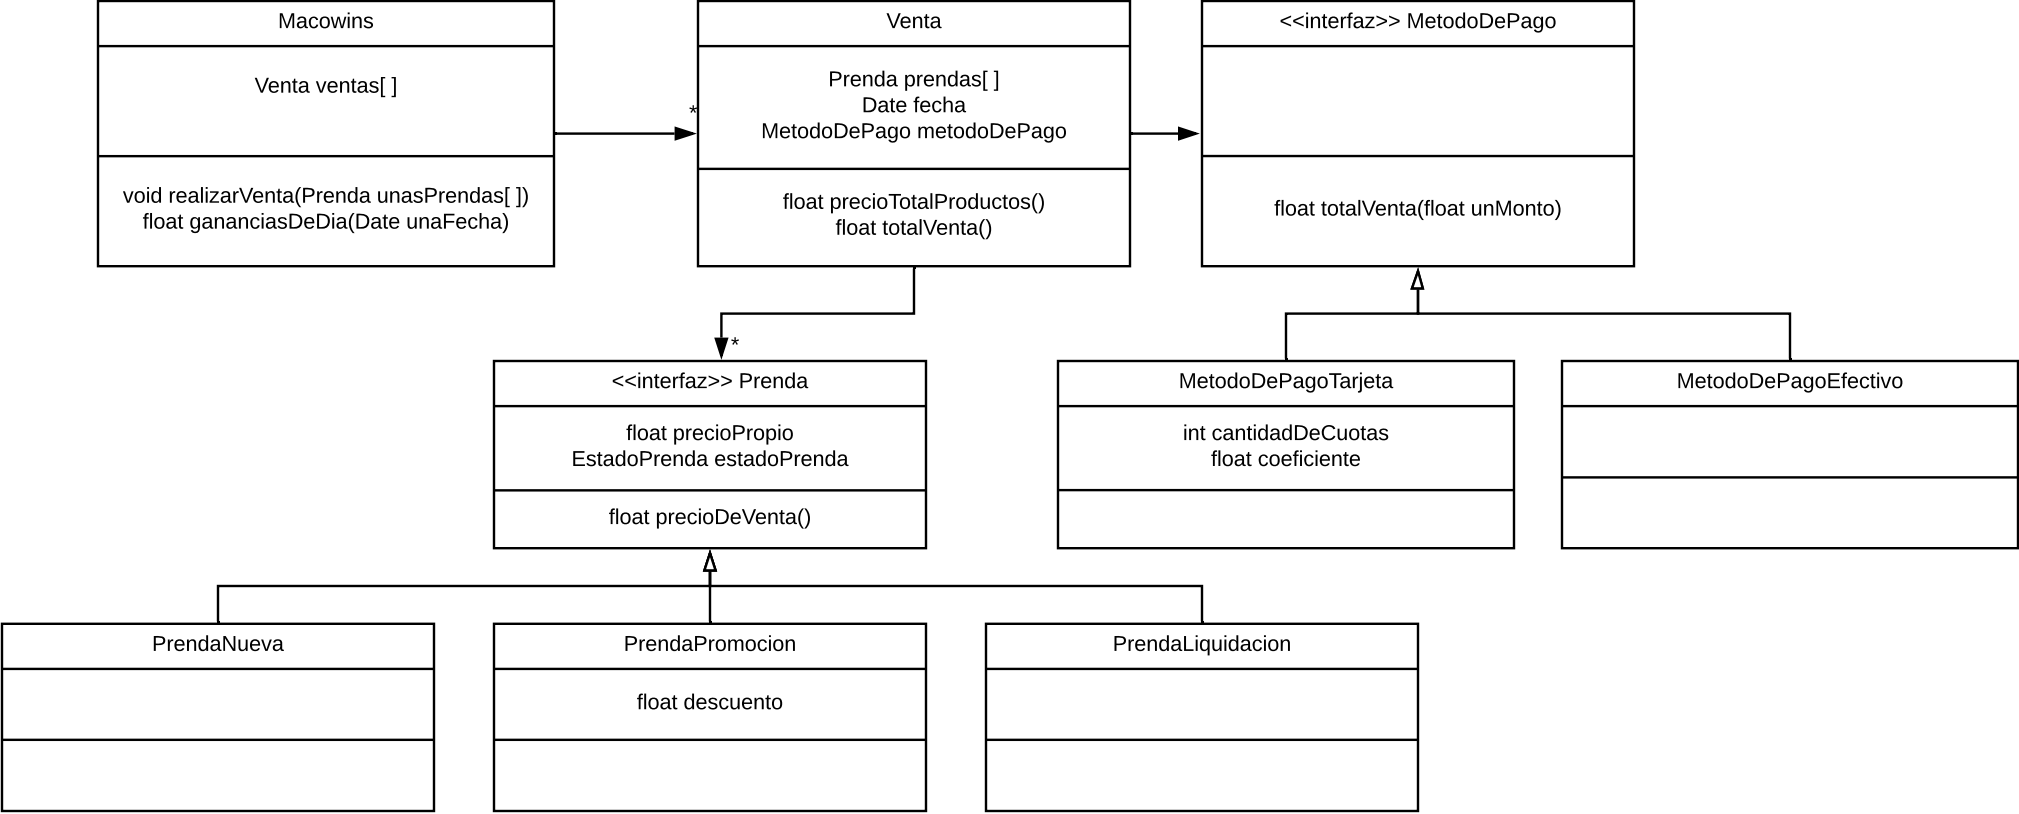 Macowins
Venta ventas[ ]
void realizarVenta(Prenda unasPrendas[ ])
float gananciasDeDia(Date unaFecha)
*
Venta
Prenda prendas[ ]
Date fecha
MetodoDePago metodoDePago
float precioTotalProductos()
float totalVenta()
<<interfaz>> MetodoDePago
float totalVenta(float unMonto)
*
<<interfaz>> Prenda
float precioPropio
EstadoPrenda estadoPrenda
float precioDeVenta()
MetodoDePagoTarjeta
int cantidadDeCuotas
float coeficiente
MetodoDePagoEfectivo
PrendaNueva
PrendaPromocion
float descuento
PrendaLiquidacion